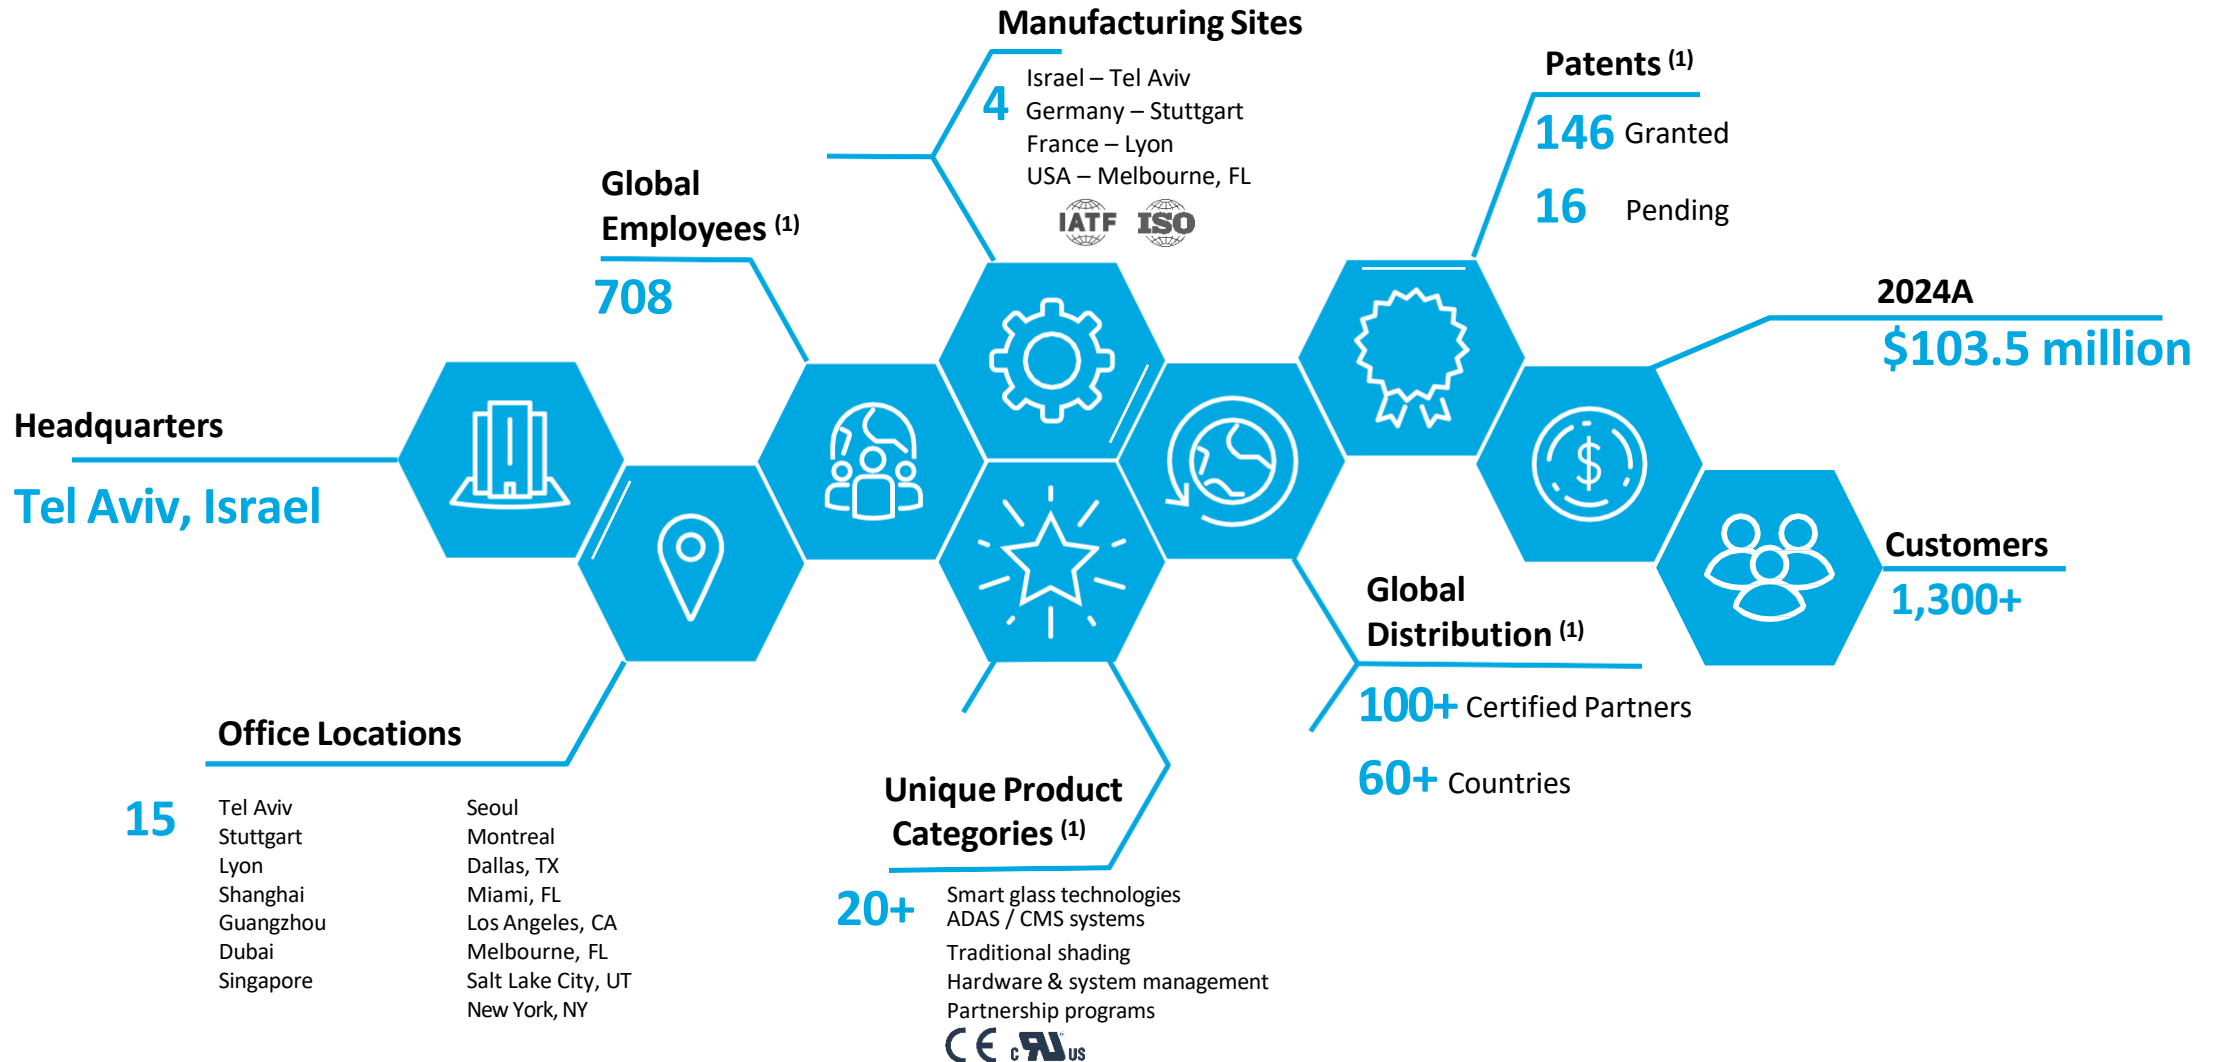 Manufacturing Sites
4
Israel – Tel Aviv
Germany – Stuttgart
France – Lyon
USA – Melbourne, FL
IATF ISO
Patents (1)
146 Granted
16 Pending
Global
Employees (1)
708
2024A
$103.5 million
Headquarters
Tel Aviv, Israel
Customers
1,300+
Global
Distribution (1)
100+ Certified Partners
60+ Countries
Office Locations
15
Tel Aviv
Stuttgart
Lyon
Shanghai
Guangzhou
Dubai
Singapore
Seoul
Montreal
Dallas, TX
Miami, FL
Los Angeles, CA
Melbourne, FL
Salt Lake City, UT
New York, NY
Unique Product
Categories (1)
20+
Smart glass technologies
ADAS / CMS systems
Traditional shading
Hardware & system management
Partnership programs
CE c RU US